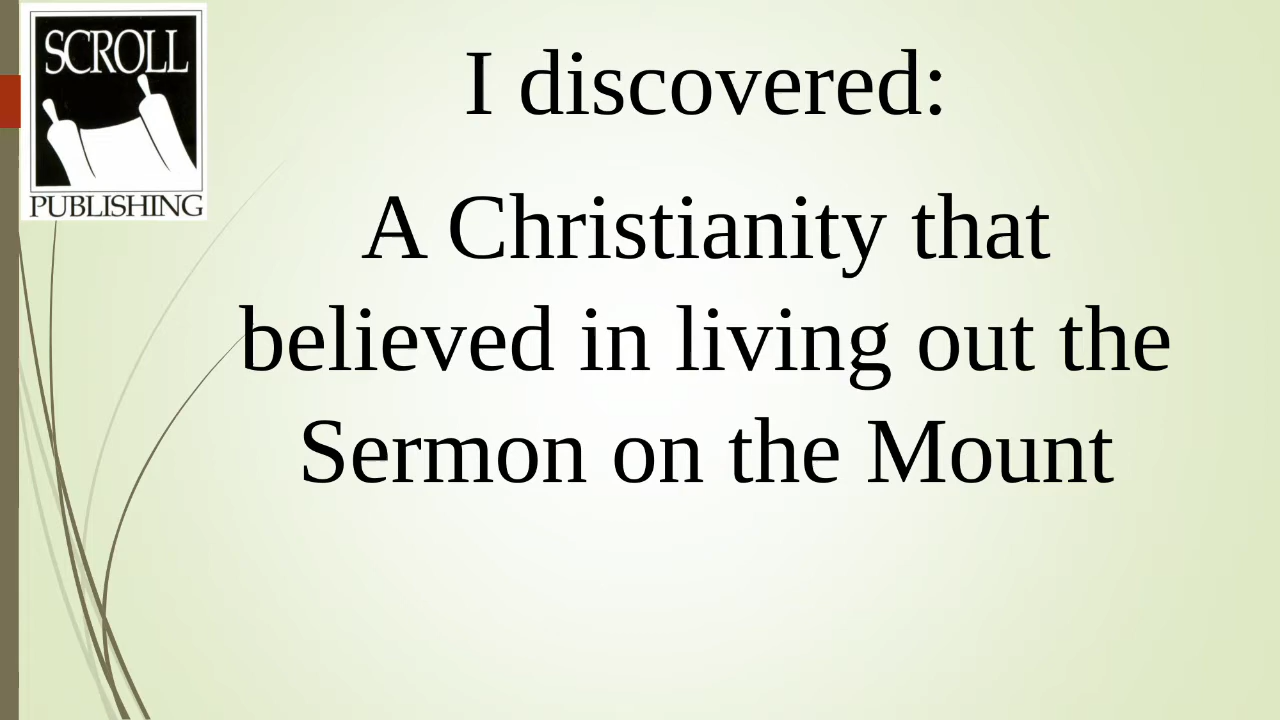 SCROLL
PUBLISHING
I discovered:
A Christianity that
believed in living out the
Sermon on the Mount